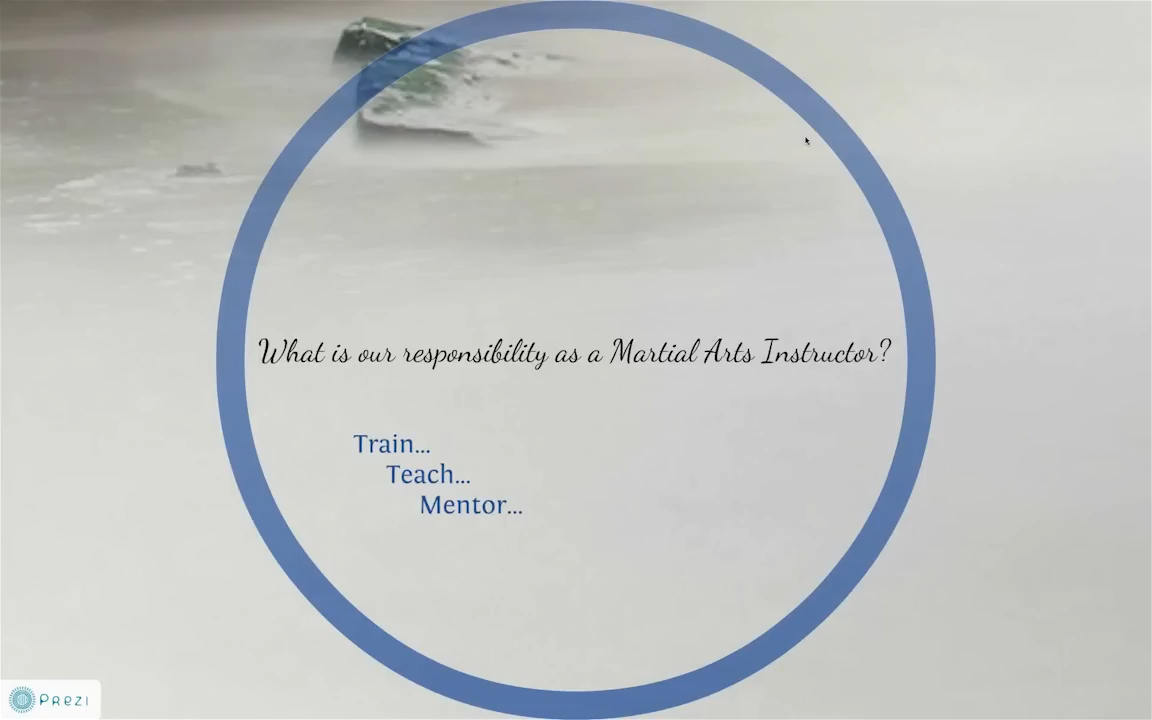 What is our responsibility as a Martial Arts Instructor?
Train...
Teach...
Mentor...
Prezi